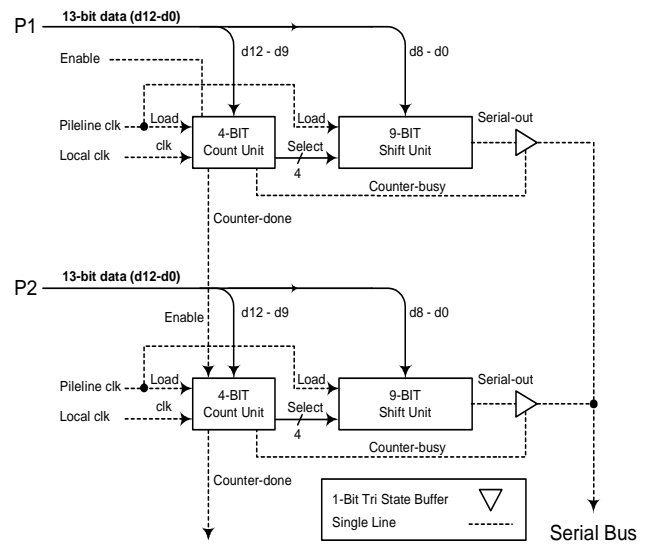 P1 13-bit data (d12-d0)
Enable
d12 - d9
d8 - d0
Pileline clk
Load
Load
Serial-out
4-BIT
Count Unit
9-BIT
Shift Unit
Local clk
clk
Select
4
Counter-busy
Counter-done
P2 13-bit data (d12-d0)
Enable
d12 - d9
d8 - d0
Pileline clk
Load
Load
Serial-out
4-BIT
Count Unit
9-BIT
Shift Unit
Local clk
clk
Select
4
Counter-busy
Counter-done
1-Bit Tri State Buffer
Single Line
Serial Bus